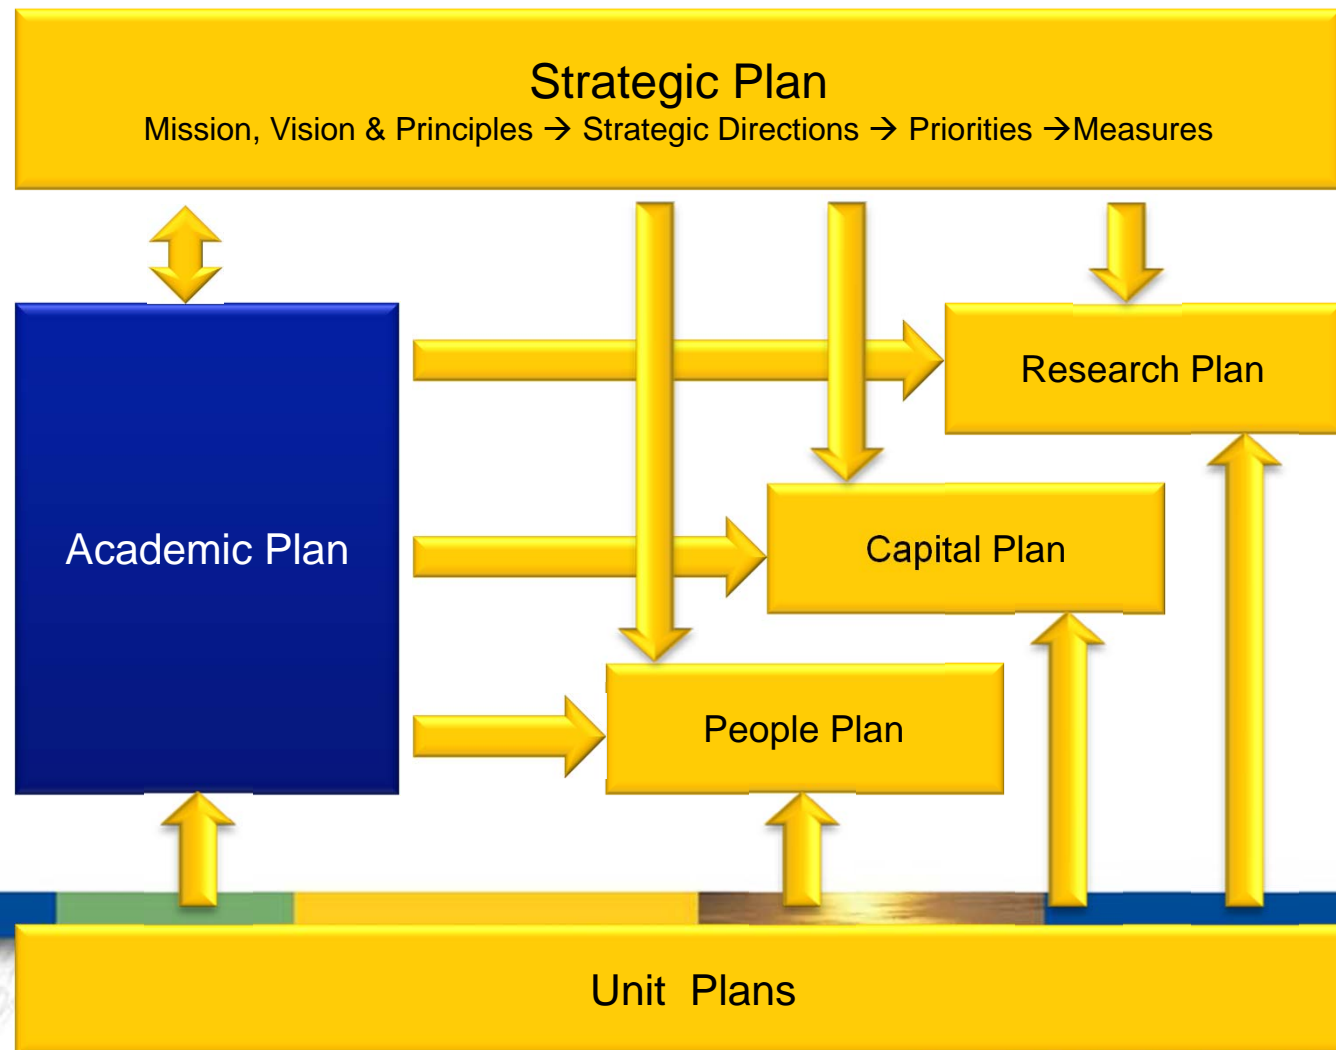 Strategic Plan
Mission, Vision & Principles → Strategic Directions → Priorities →Measures
Research Plan
Academic Plan
Capital Plan
People Plan
Unit  Plans